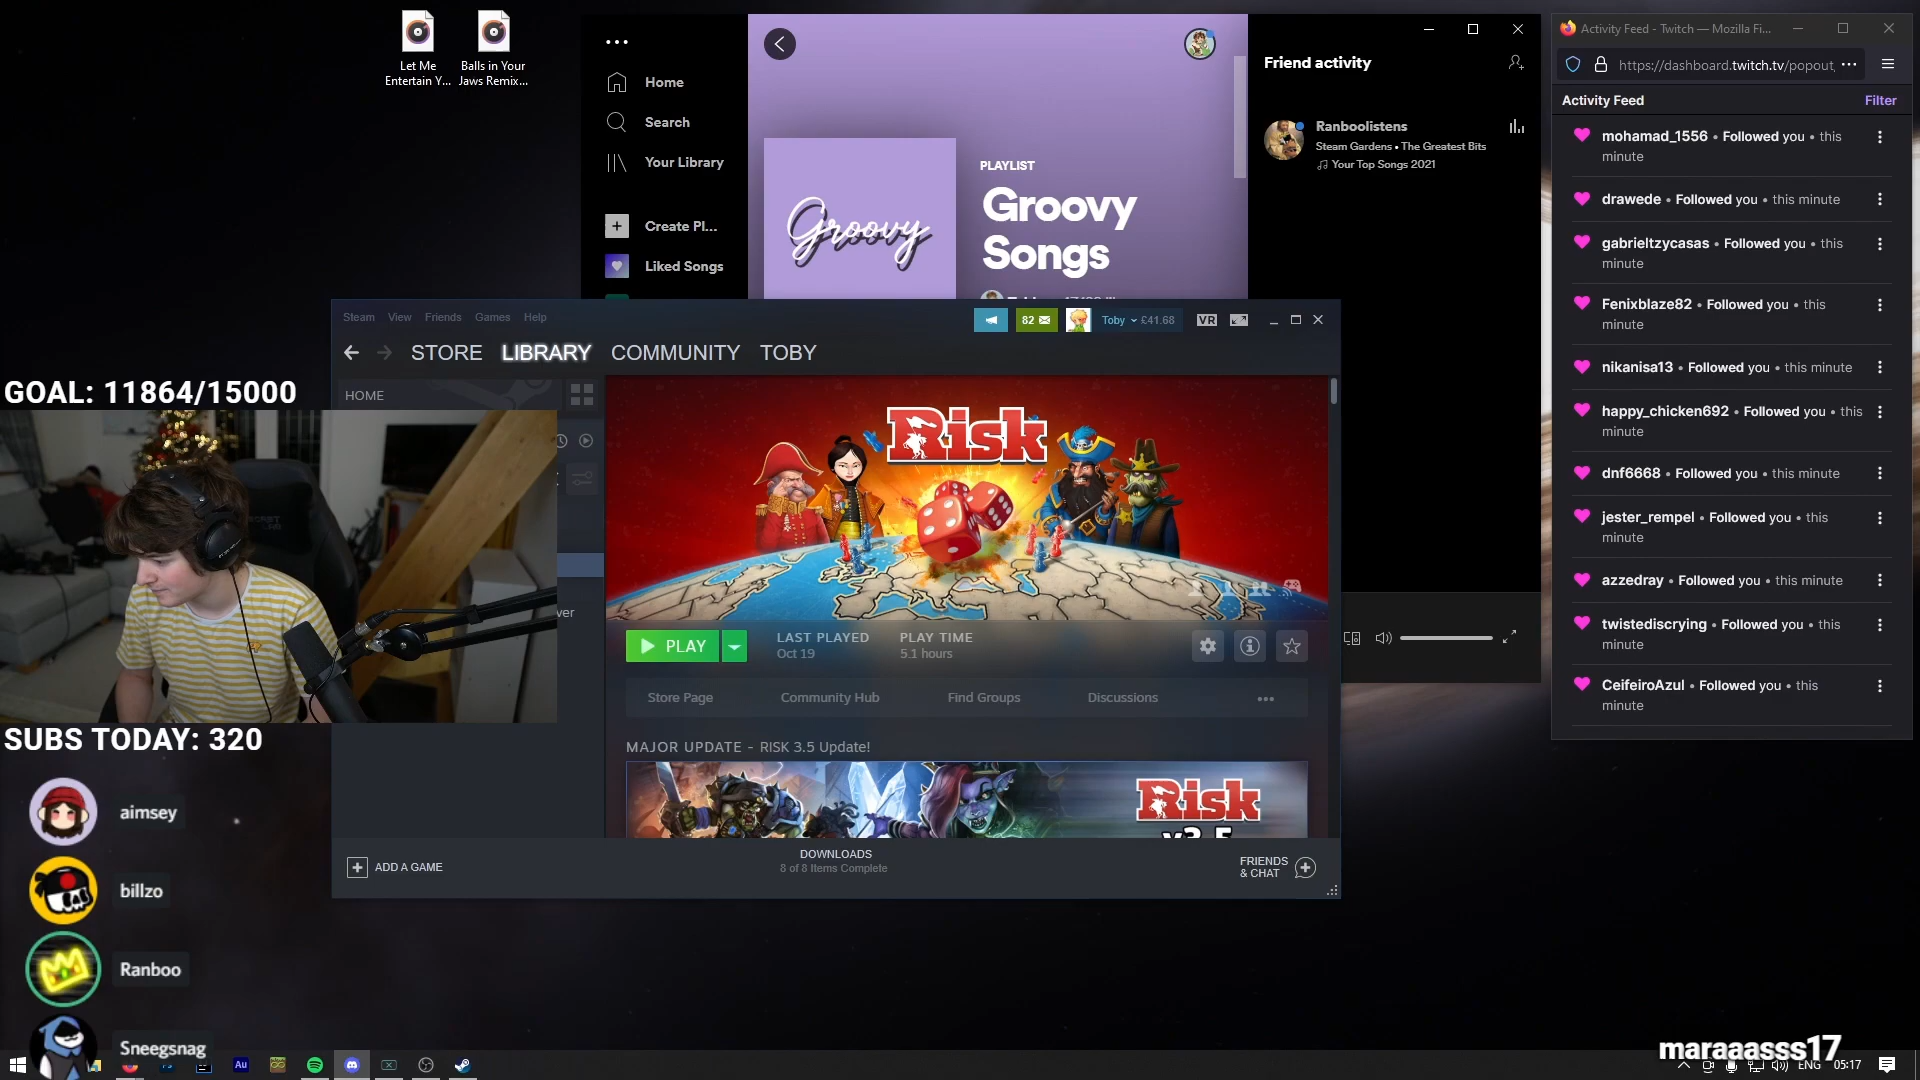 Let Me
Entertain Y...
Balls in Your
Jaws Remix...
Home
Search
Your Library
Create Pl...
Liked Songs
Groovy
PLAYLIST
Groovy
Songs
Friend activity
Ranboolistens
Steam Gardens • The Greatest Bits
Your Top Songs 2021
Activity Feed - Twitch — Mozilla Fi...
https://dashboard.twitch.tv/popout
Activity Feed
Filter
mohamad_1556 • Followed you • this
minute
drawede • Followed you • this minute
gabrieltzycasas • Followed you • this
minute
Fenixblaze82 • Followed you • this
minute
nikanisa13 • Followed you • this minute
happy_chicken692 • Followed you • this
minute
dnf6668 • Followed you • this minute
jester_rempel • Followed you • this
minute
azzedray • Followed you • this minute
twistediscrying • Followed you • this
minute
CeifeiroAzul • Followed you • this
minute
Steam View Friends Games Help
82
Toby £41.68
VR
STORE LIBRARY COMMUNITY TOBY
HOME
Risk
PLAY
LAST PLAYED
Oct 19
PLAY TIME
5.1 hours
Store Page Community Hub Find Groups Discussions
MAJOR UPDATE - RISK 3.5 Update!
Risk
v3.5
ADD A GAME
DOWNLOADS
8 of 8 Items Complete
FRIENDS
& CHAT
GOAL: 11864/15000
SUBS TODAY: 320
aimsey
billzo
Ranboo
Sneegsnag
Au
maraaasss17
ENG 05:17